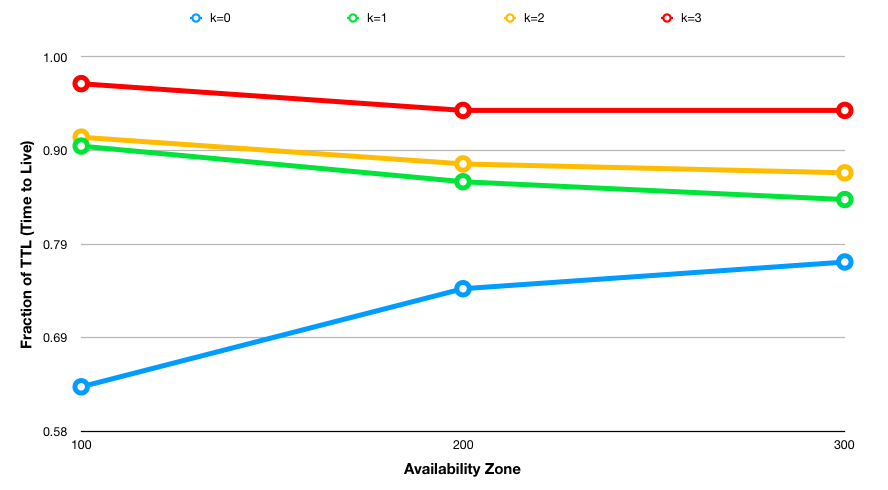 k=0 k=1 k=2 k=3
1.00
0.90
0.79
0.69
0.58
Fraction of TTL (Time to Live)
100 200 300
Availability Zone